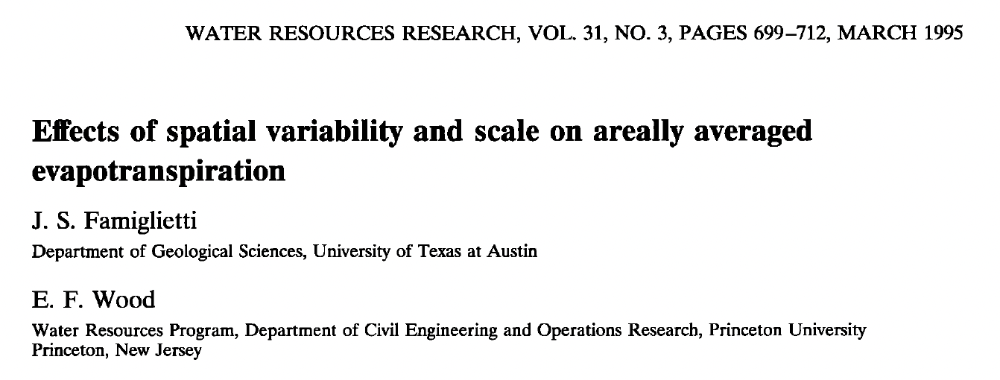 WATER RESOURCES RESEARCH, VOL. 31, NO. 3, PAGES 699–712, MARCH 1995
Effects of spatial variability and scale on areally averaged
evapotranspiration
J. S. Famiglietti
Department of Geological Sciences, University of Texas at Austin
E. F. Wood
Water Resources Program, Department of Civil Engineering and Operations Research, Princeton University
Princeton, New Jersey